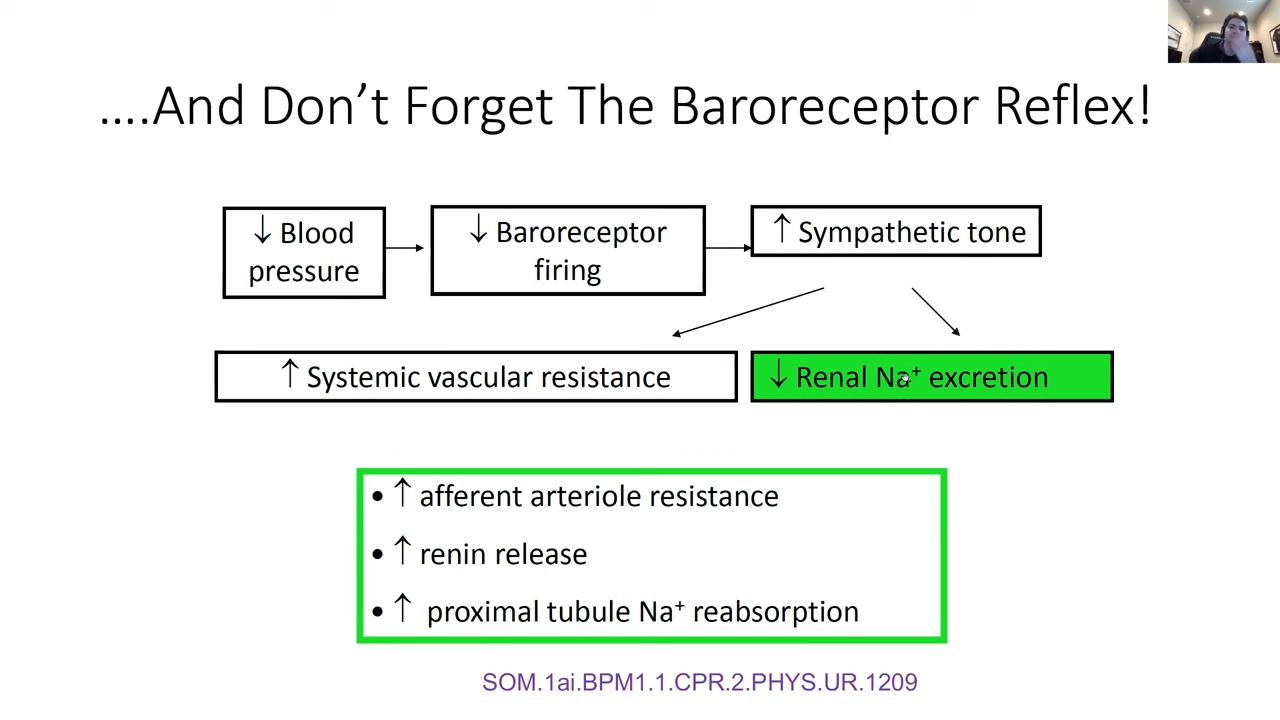 ....And Don't Forget The Baroreceptor Reflex!
↓ Blood
pressure
↓ Baroreceptor
firing
↑ Sympathetic tone
↑ Systemic vascular resistance
↓ Renal Na⁺ excretion
• ↑ afferent arteriole resistance
• ↑ renin release
• ↑ proximal tubule Na⁺ reabsorption
SOM.1ai.BPM1.1.CPR.2.PHYS.UR.1209